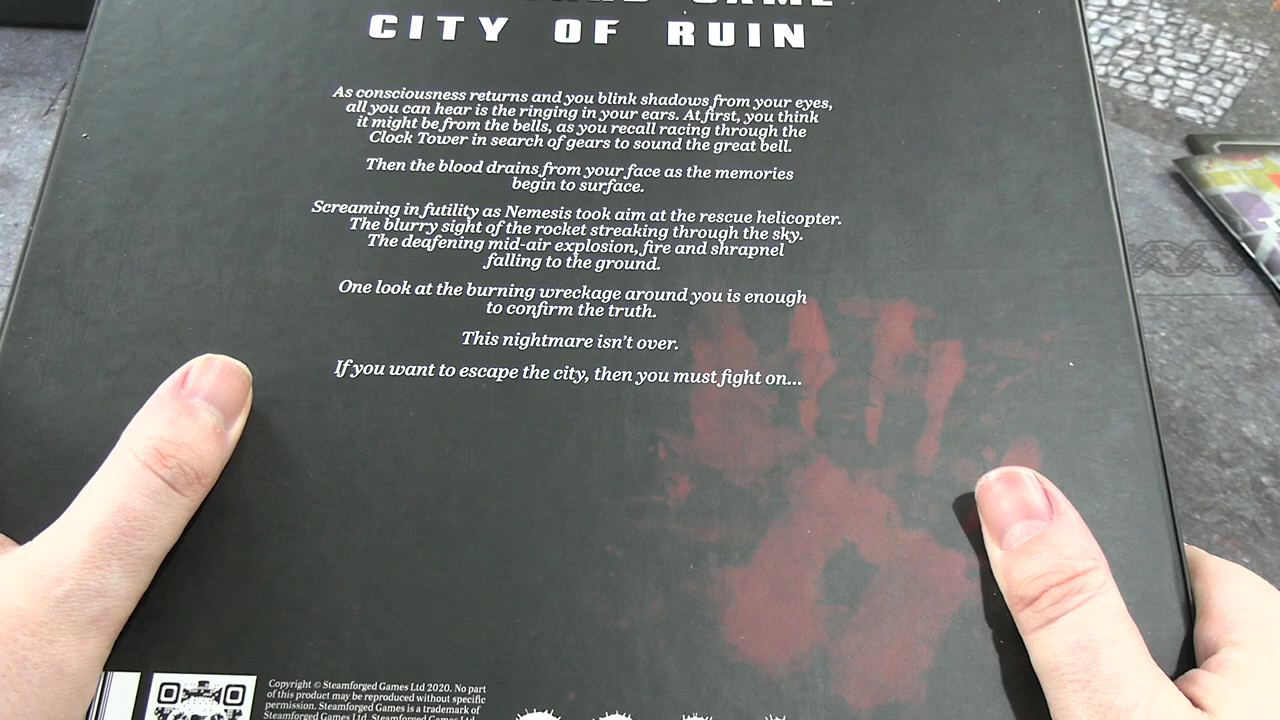 GAME
CITY OF RUIN
As consciousness returns and you blink shadows from your eyes,
all you can hear is the ringing in your ears. At first, you think
it might be from the bells, as you recall racing through the
Clock Tower in search of gears to sound the great bell.
Then the blood drains from your face as the memories
begin to surface.
Screaming in futility as Nemesis took aim at the rescue helicopter.
The blurry sight of the rocket streaking through the sky.
The deafening mid-air explosion, fire and shrapnel
falling to the ground.
One look at the burning wreckage around you is enough
to confirm the truth.
This nightmare isn't over.
If you want to escape the city, then you must fight on...
Copyright © Steamforged Games Ltd 2020. No part
of this product may be reproduced without specific
permission. Steamforged Games is a trademark of
Steamforged Games Ltd. Steamforged Games Ltd.